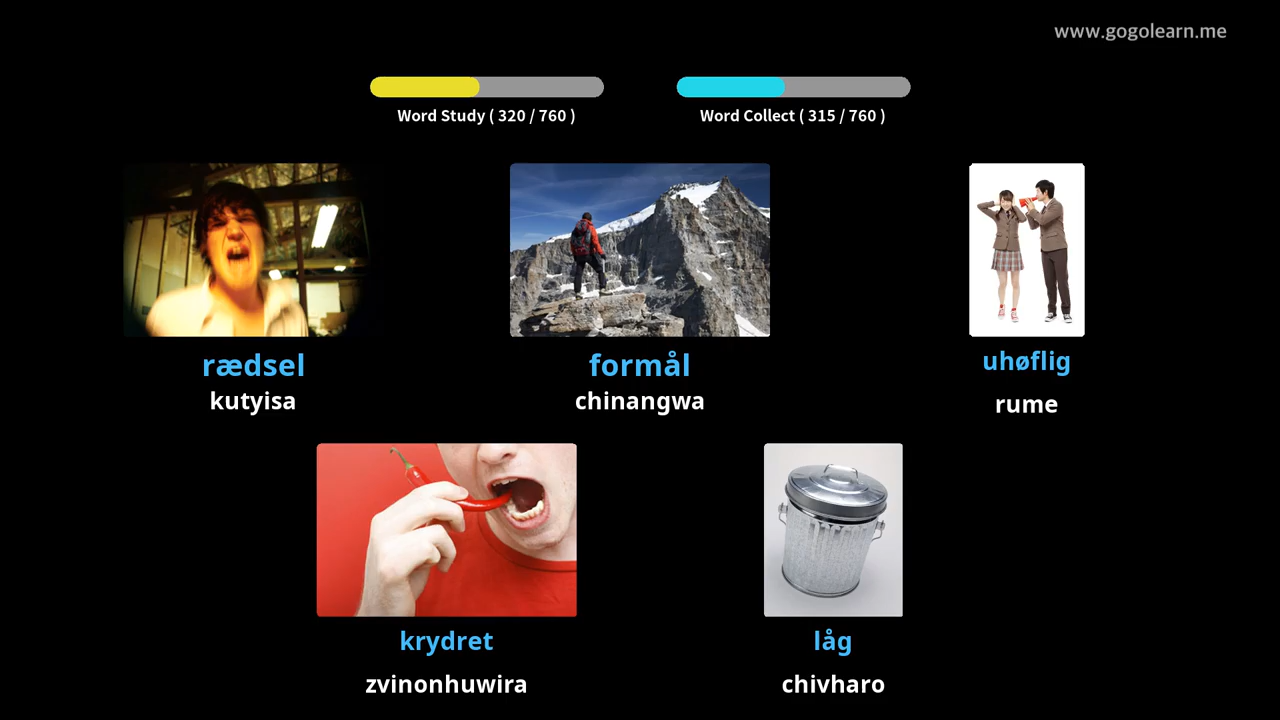 www.gogolearn.me
Word Study ( 320 / 760 )
Word Collect ( 315 / 760 )
rædsel
kutyisa
formål
chinangwa
uhøflig
rume
krydret
zvinonhuwira
låg
chivharo